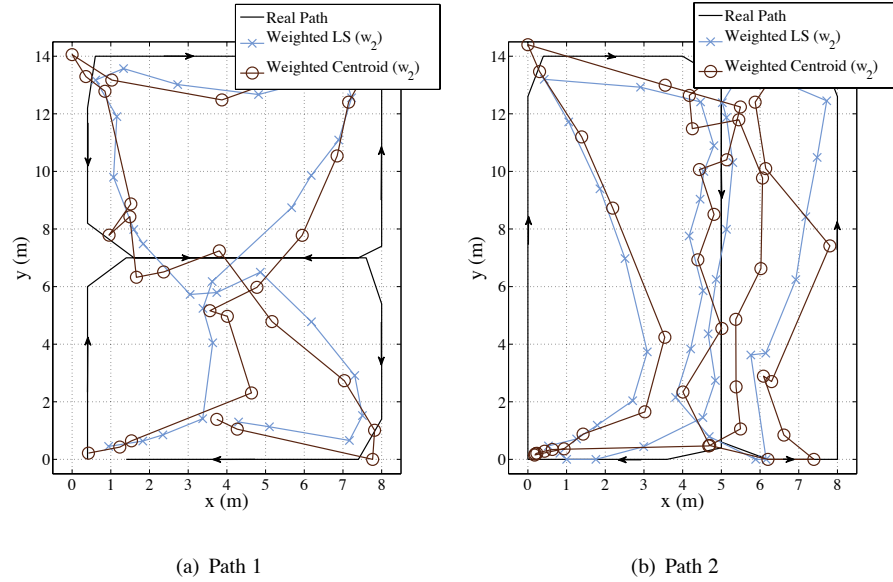 Real Path
Weighted LS (w2)
Weighted Centroid (w2)
14
12
10
8
6
4
2
0
y (m)
0 1 2 3 4 5 6 7 8
x (m)
(a) Path 1
Real Path
Weighted LS (w2)
Weighted Centroid (w2)
14
12
10
8
6
4
2
0
y (m)
0 1 2 3 4 5 6 7 8
x (m)
(b) Path 2